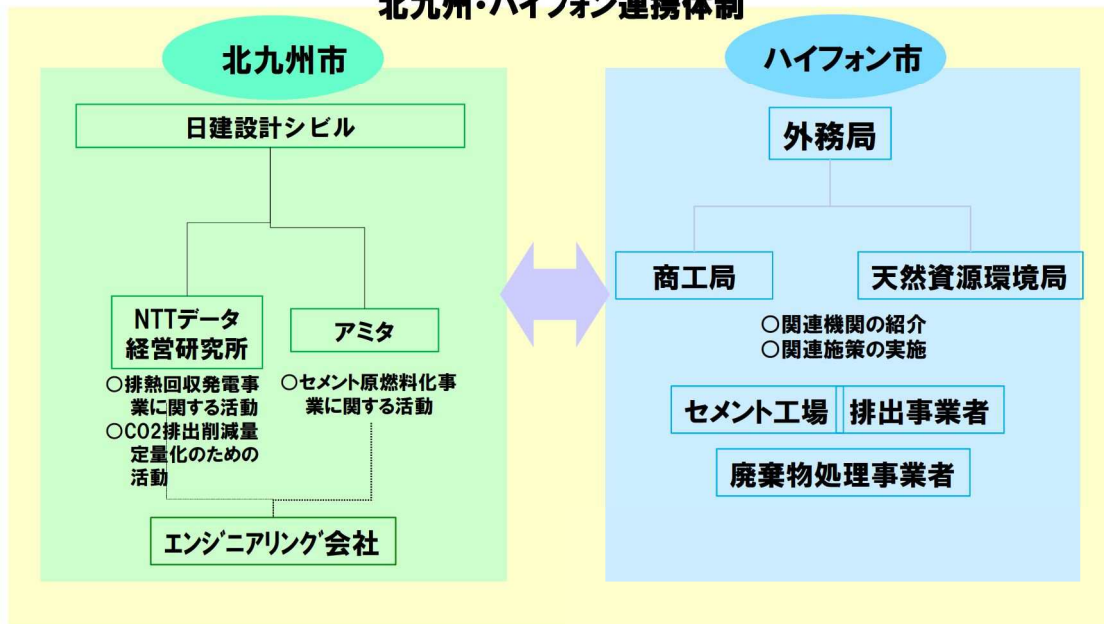 北九州・ハイフォン連携体制
北九州市
日建設計シビル
NTTデータ
経営研究所
アミタ
○排熱回収発電事
業に関する活動
○CO2排出削減量
定量化のための
活動
○セメント原燃料化事
業に関する活動
エンジニアリング会社
ハイフォン市
外務局
商工局
天然資源環境局
○関連機関の紹介
○関連施策の実施
セメント工場
排出事業者
廃棄物処理事業者